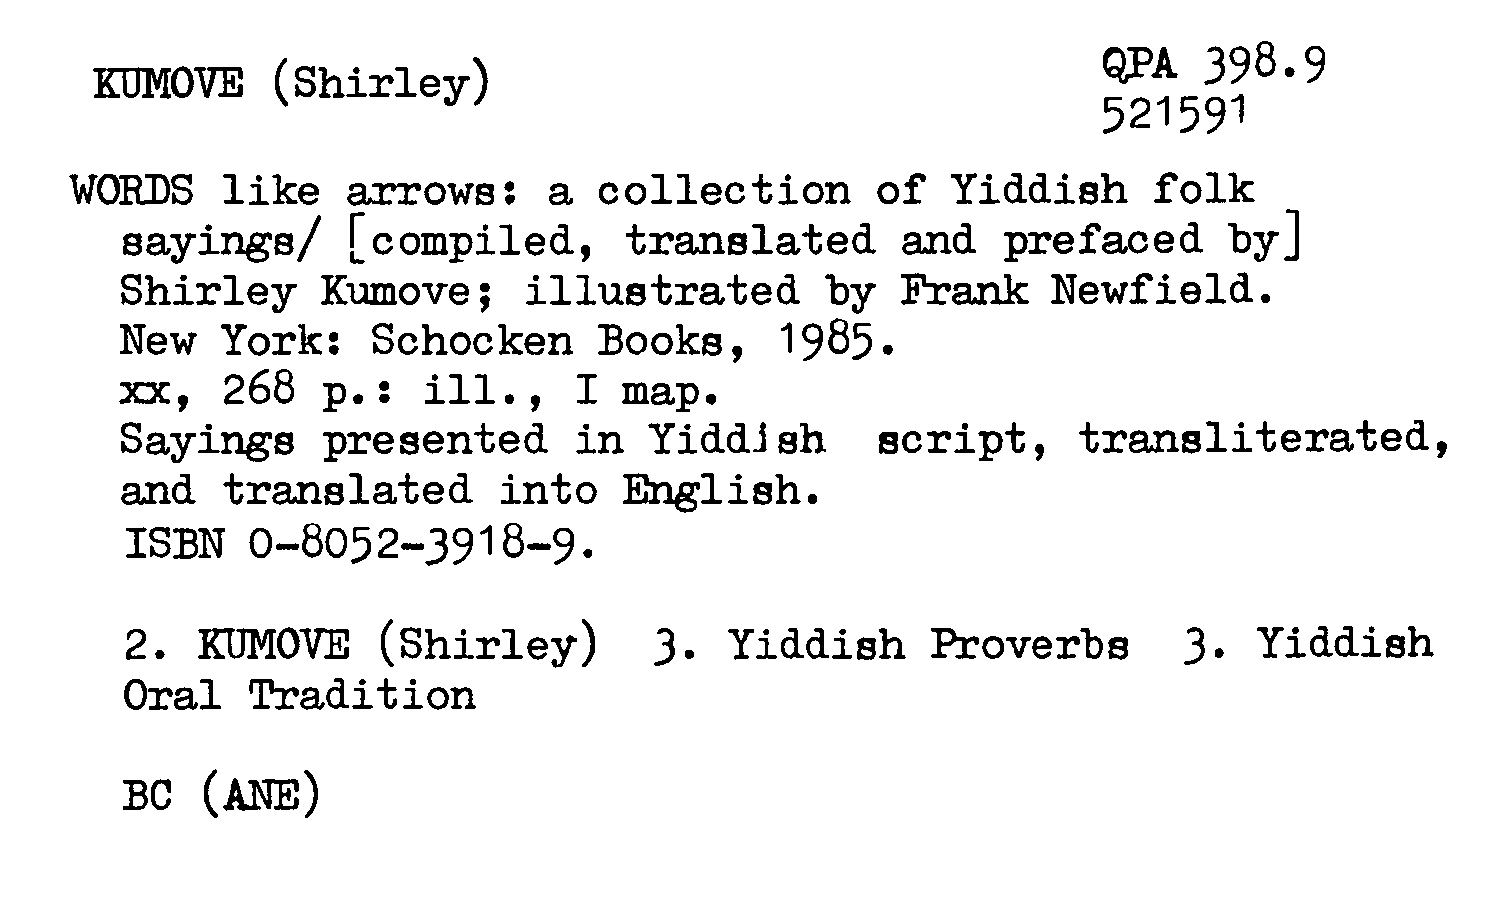 KUMOVE (Shirley)
QPA 398.9
521591
WORDS like arrows: a collection of Yiddish folk
sayings/ [compiled, translated and prefaced by]
Shirley Kumove; illustrated by Frank Newfield.
New York: Schocken Books, 1985.
xx, 268 p.: ill., I map.
Sayings presented in Yiddish script, transliterated,
and translated into English.
ISBN 0-8052-3918-9.
2. KUMOVE (Shirley) 3. Yiddish Proverbs 3. Yiddish
Oral Tradition
BC (ANE)